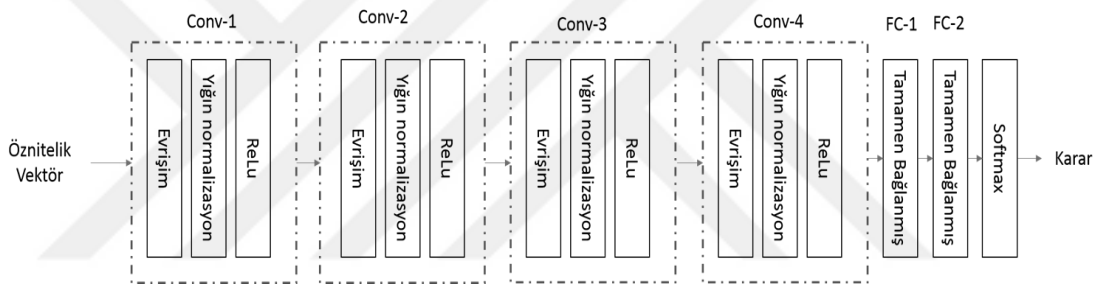 Conv-1
Conv-2
Conv-3
Conv-4
FC-1
FC-2
Öznitelik
Vektör
Evrişim
Yığın normalizasyon
ReLu
Evrişim
Yığın normalizasyon
ReLu
Evrişim
Yığın normalizasyon
ReLu
Evrişim
Yığın normalizasyon
ReLu
Tamamen Bağlanmış
Tamamen Bağlanmış
Softmax
Karar